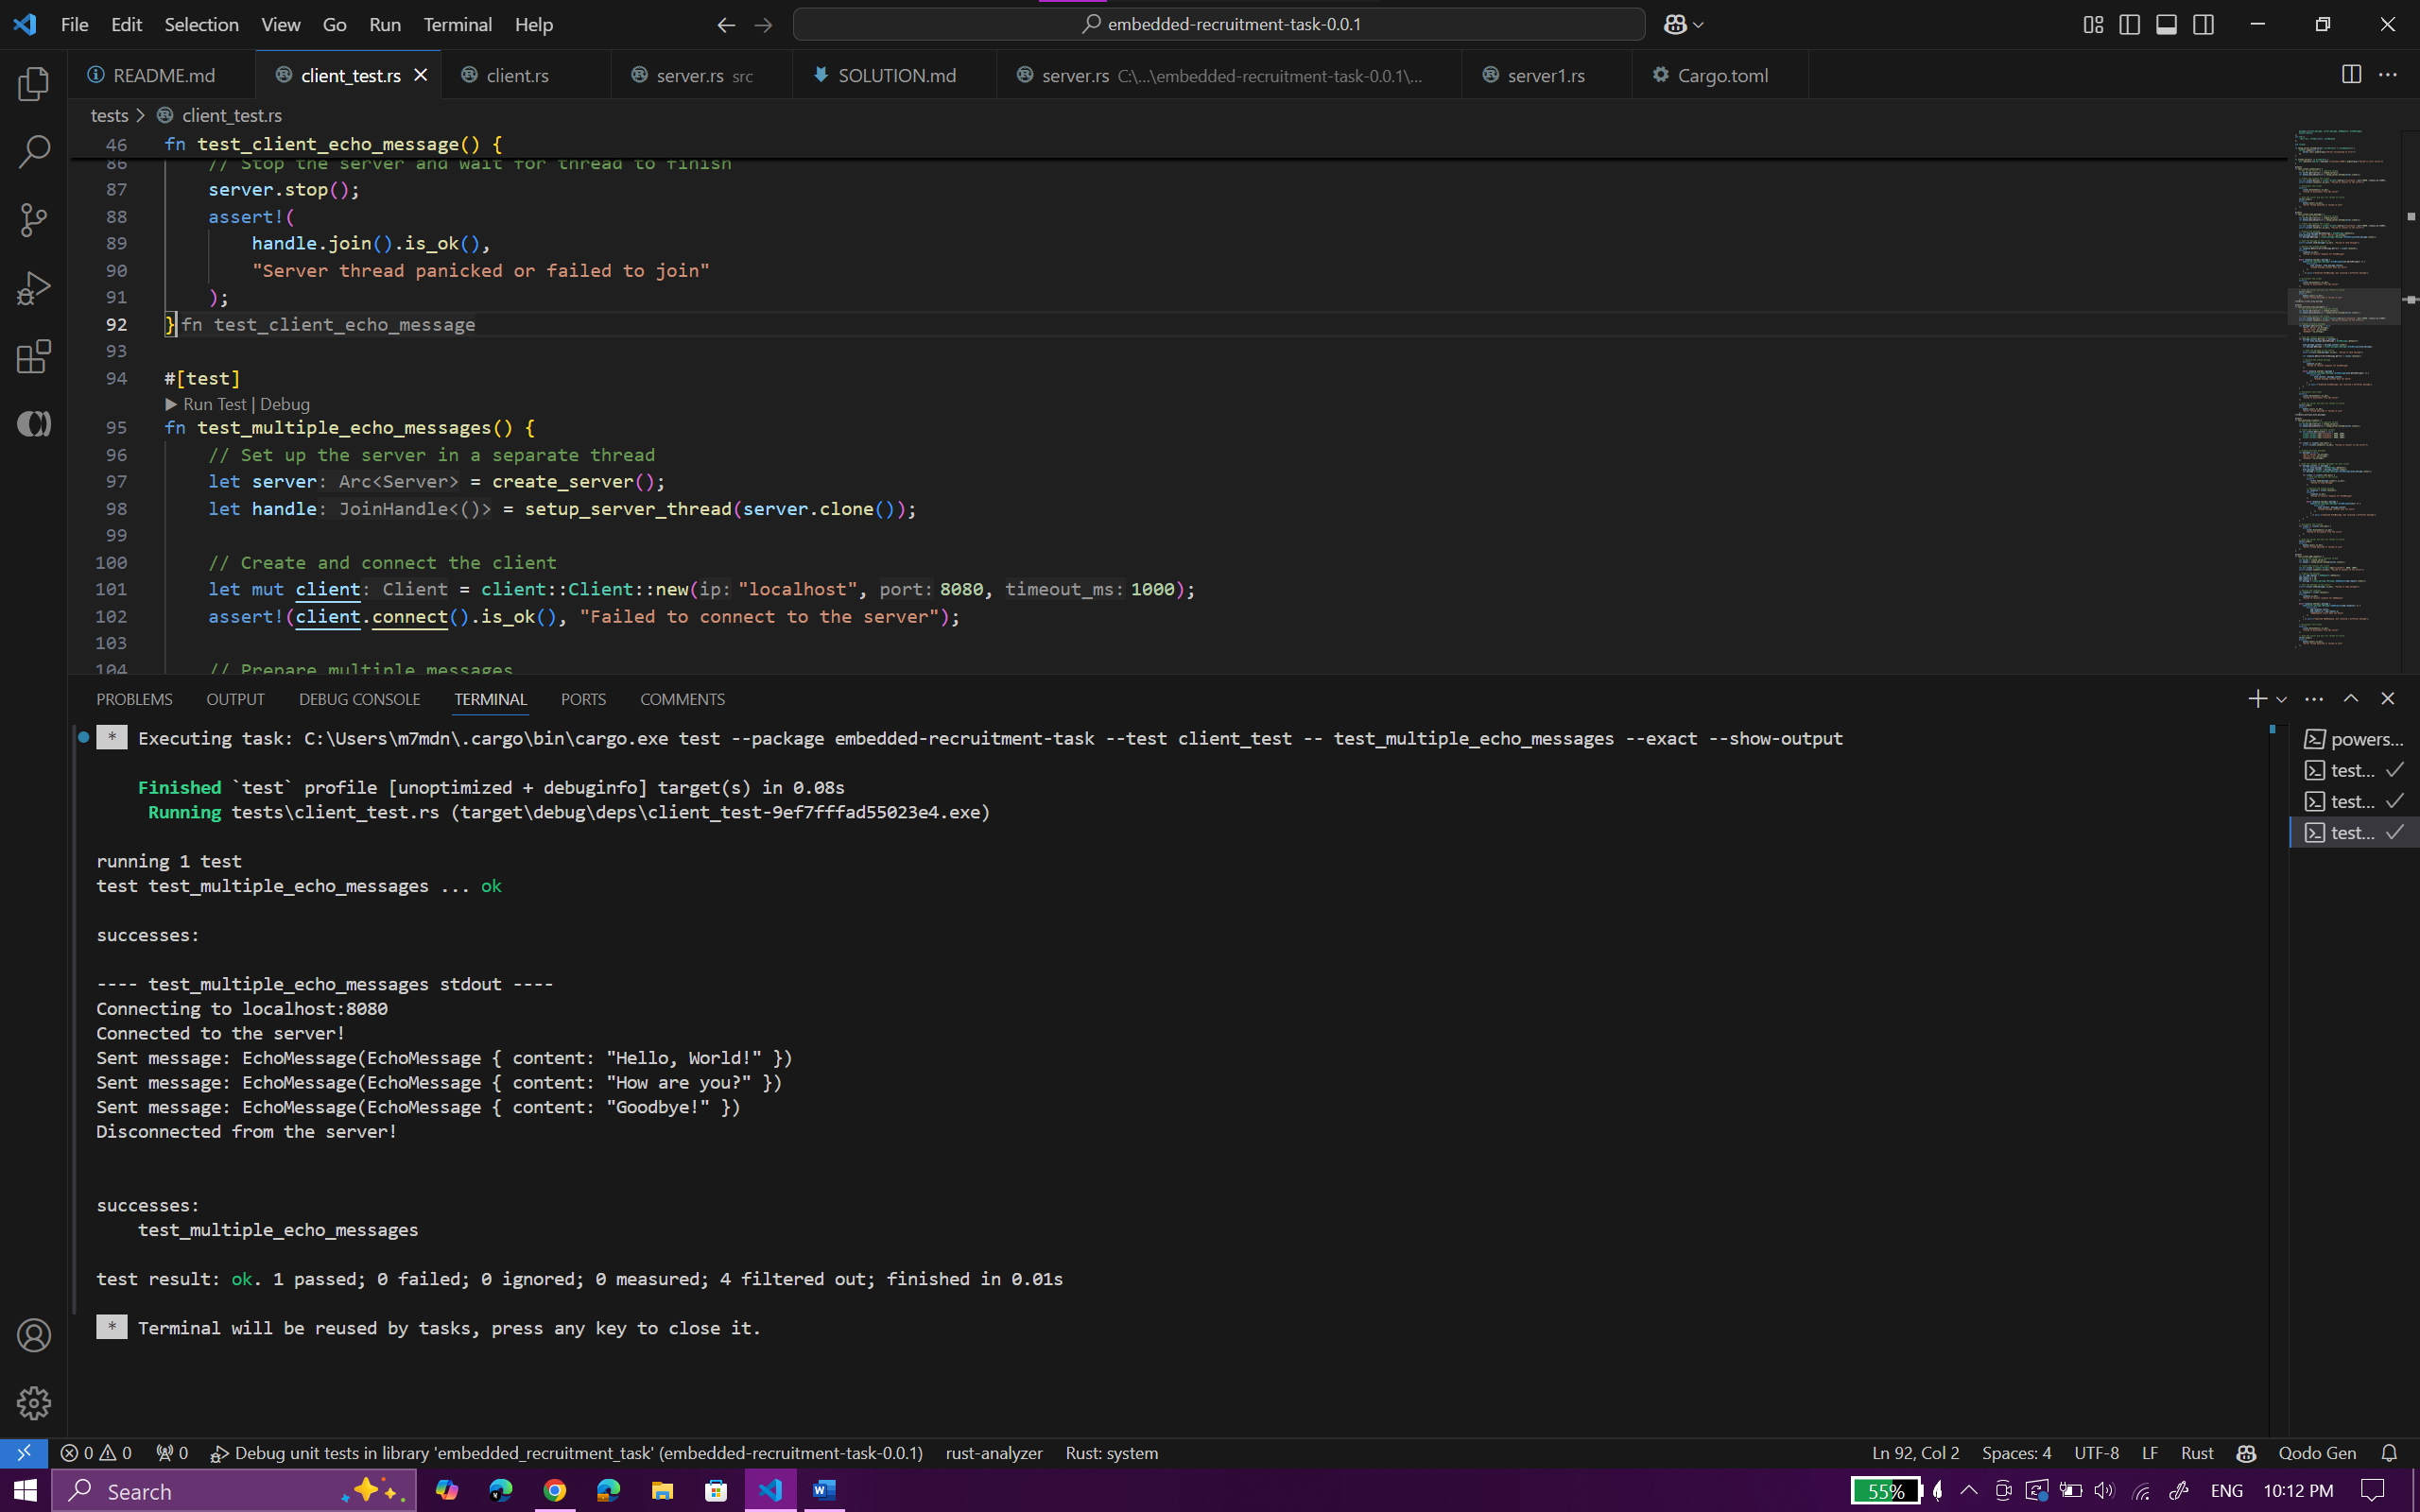 File Edit Selection View Go Run Terminal Help
embedded-recruitment-task-0.0.1
README.md client_test.rs client.rs server.rs src SOLUTION.md server.rs C:\...\embedded-recruitment-task-0.0.1\... server1.rs Cargo.toml
tests > client_test.rs
46 fn test_client_echo_message() {
86 // Stop the server and wait for thread to finish
87 server.stop();
88 assert!(
89 handle.join().is_ok(),
90 "Server thread panicked or failed to join"
91 );
92 } fn test_client_echo_message
93
94 #[test]
Run Test | Debug
95 fn test_multiple_echo_messages() {
96 // Set up the server in a separate thread
97 let server: Arc<Server> = create_server();
98 let handle: JoinHandle<()> = setup_server_thread(server.clone());
99
100 // Create and connect the client
101 let mut client: Client = client::Client::new(ip: "localhost", port: 8080, timeout_ms: 1000);
102 assert!(client.connect().is_ok(), "Failed to connect to the server");
103
104 // Prepare multiple messages
PROBLEMS OUTPUT DEBUG CONSOLE TERMINAL PORTS COMMENTS
* Executing task: C:\Users\m7mdn\.cargo\bin\cargo.exe test --package embedded-recruitment-task --test client_test -- test_multiple_echo_messages --exact --show-output
Finished `test` profile [unoptimized + debuginfo] target(s) in 0.08s
Running tests\client_test.rs (target\debug\deps\client_test-9ef7fffad55023e4.exe)
running 1 test
test test_multiple_echo_messages ... ok
successes:
---- test_multiple_echo_messages stdout ----
Connecting to localhost:8080
Connected to the server!
Sent message: EchoMessage(EchoMessage { content: "Hello, World!" })
Sent message: EchoMessage(EchoMessage { content: "How are you?" })
Sent message: EchoMessage(EchoMessage { content: "Goodbye!" })
Disconnected from the server!
successes:
test_multiple_echo_messages
test result: ok. 1 passed; 0 failed; 0 ignored; 0 measured; 4 filtered out; finished in 0.01s
* Terminal will be reused by tasks, press any key to close it.
powers...
test...
test...
test...
0 0 0 Debug unit tests in library 'embedded_recruitment_task' (embedded-recruitment-task-0.0.1) rust-analyzer Rust: system Ln 92, Col 2 Spaces: 4 UTF-8 LF Rust Qodo Gen
Search 55% ENG 10:12 PM